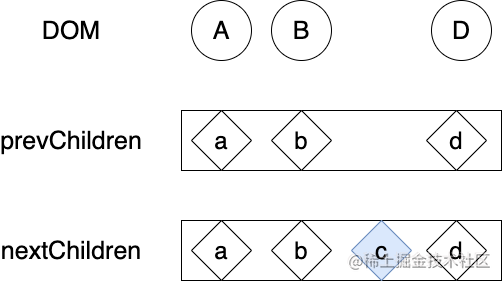 DOM A B D
prevChildren a b d
nextChildren a b c d
@稀土掘金技术社区